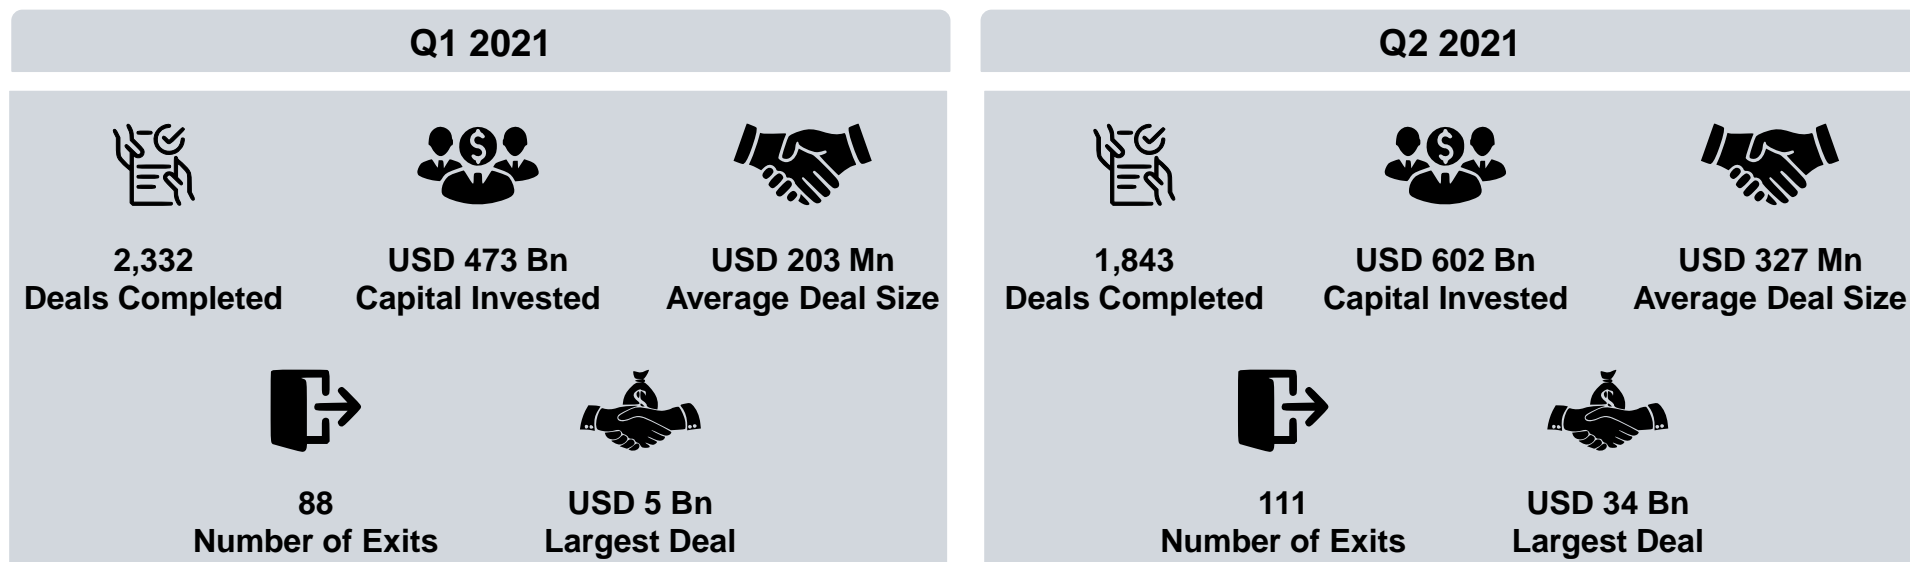 Q1 2021
2,332
Deals Completed
USD 473 Bn
Capital Invested
USD 203 Mn
Average Deal Size
88
Number of Exits
USD 5 Bn
Largest Deal
Q2 2021
1,843
Deals Completed
USD 602 Bn
Capital Invested
USD 327 Mn
Average Deal Size
111
Number of Exits
USD 34 Bn
Largest Deal